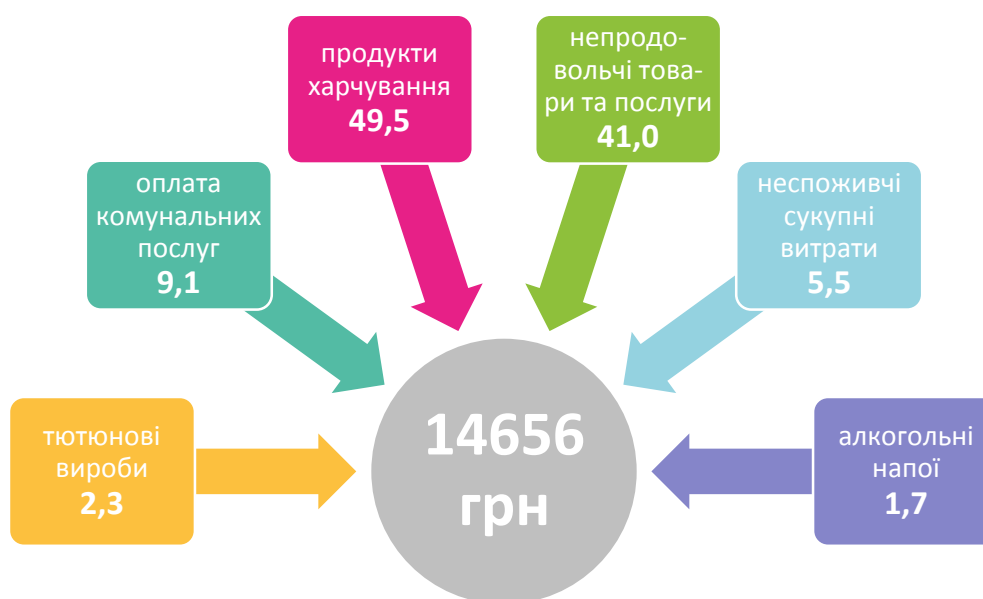 продукти
харчування
49,5
непродо-
вольчі това-
ри та послуги
41,0
оплата
комунальних
послуг
9,1
неспоживчі
сукупні
витрати
5,5
тютюнові
вироби
2,3
14656
грн
алкогольні
напої
1,7